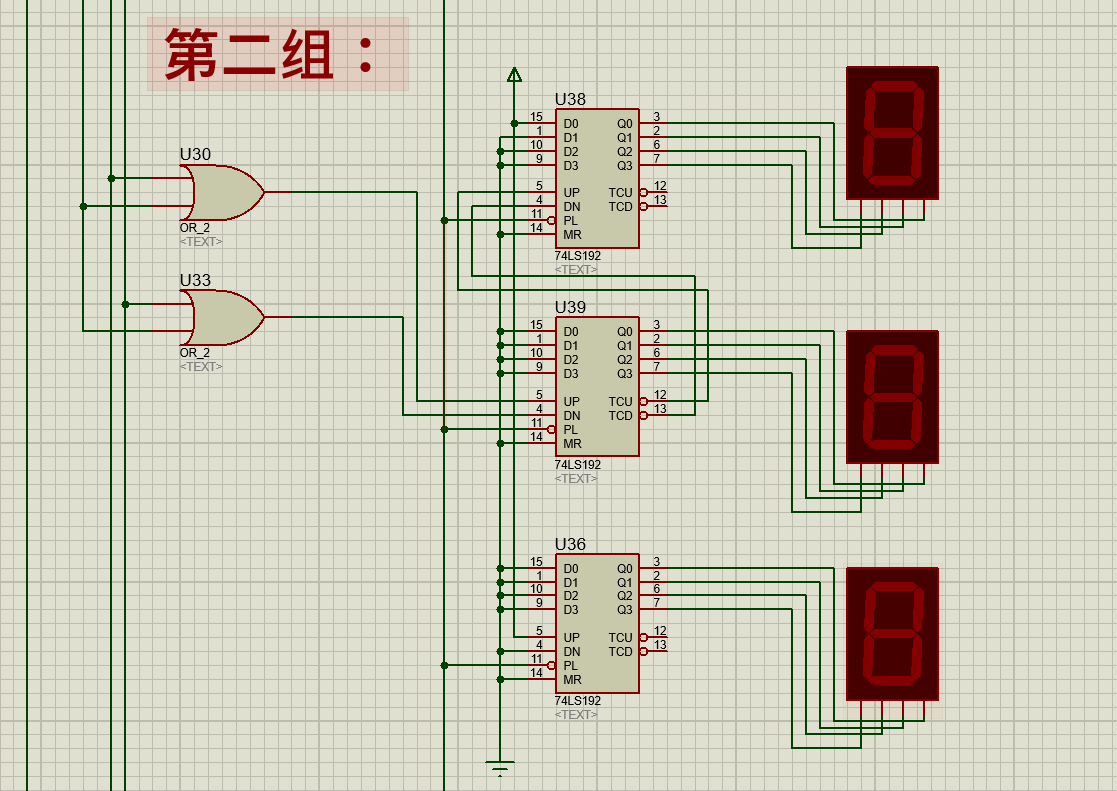 第二组：
U30
OR_2
<TEXT>
U33
OR_2
<TEXT>
U38
15 D0 Q0 3
1 D1 Q1 2
10 D2 Q2 6
9 D3 Q3 7
5 UP TCU 12
4 DN TCD 13
11 PL
14 MR
74LS192
<TEXT>
U39
15 D0 Q0 3
1 D1 Q1 2
10 D2 Q2 6
9 D3 Q3 7
5 UP TCU 12
4 DN TCD 13
11 PL
14 MR
74LS192
<TEXT>
U36
15 D0 Q0 3
1 D1 Q1 2
10 D2 Q2 6
9 D3 Q3 7
5 UP TCU 12
4 DN TCD 13
11 PL
14 MR
74LS192
<TEXT>